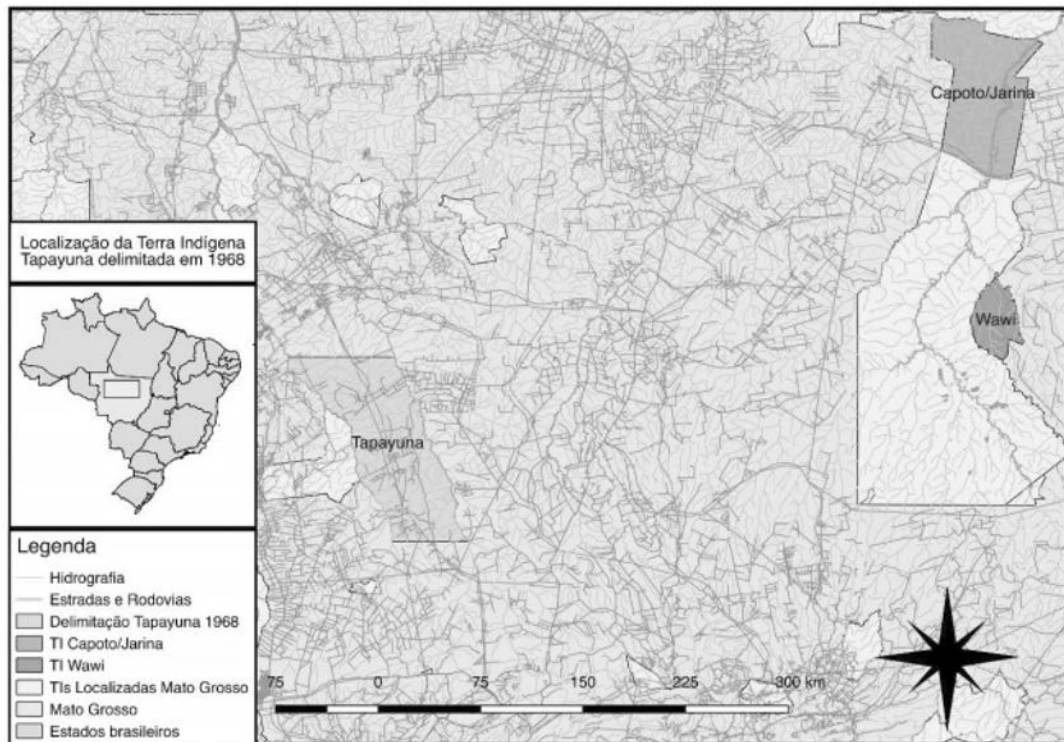 Capoto/Jarina
Wawi
Tapayuna
Localização da Terra Indígena
Tapayuna delimitada em 1968
Legenda
Hidrografia
Estradas e Rodovias
Delimitação Tapayuna 1968
TI Capoto/Jarina
TI Wawi
TIs Localizadas Mato Grosso
Mato Grosso
Estados brasileiros
75 0 75 150 225 300 km